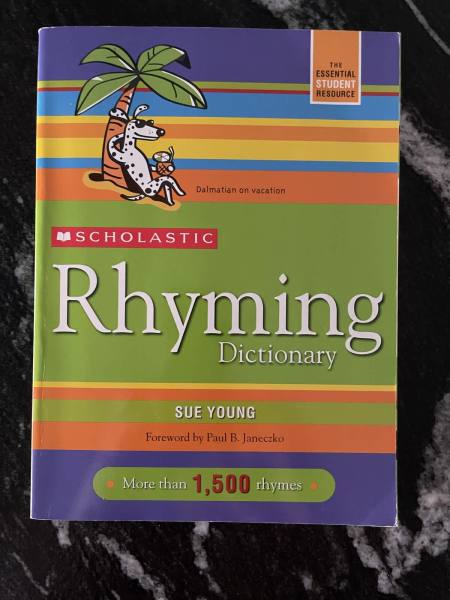 THE
ESSENTIAL
STUDENT
RESOURCE
Dalmatian on vacation
SCHOLASTIC
Rhyming
Dictionary
SUE YOUNG
Foreword by Paul B. Janeczko
• More than 1,500 rhymes •